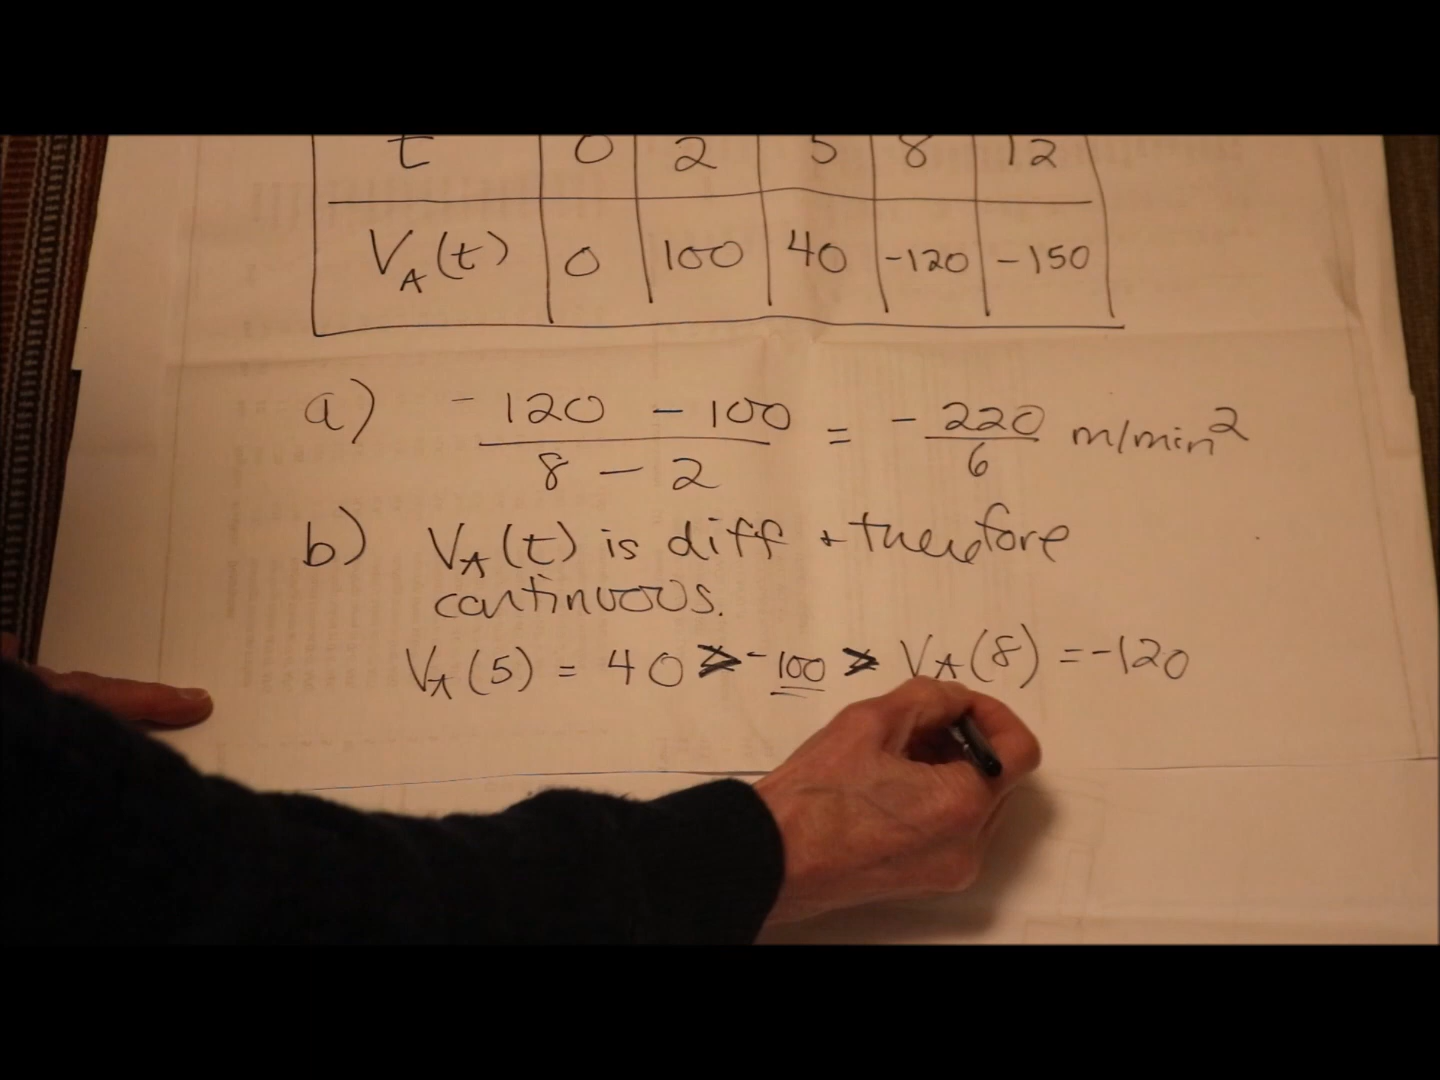 t 0 2 5 8 12
V_A(t) 0 100 40 -120 -150
a) -120 - 100 / 8 - 2 = -220 / 6 m/min²
b) V_A(t) is diff + therefore
continuous.
V_A(5) = 40 > -100 > V_A(8) = -120